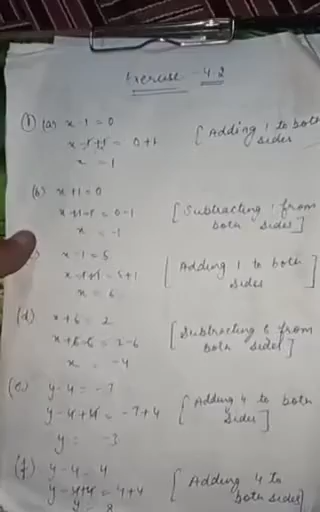 Exercise - 4.2
(1) (a) x - 1 = 0
x - 1 + 1 = 0 + 1 [Adding 1 to both sides
x = 1
(b) x + 1 = 0
x + 1 - 1 = 0 - 1 [Subtracting 1 from both sides]
x = -1
x - 1 = 5
x - 1 + 1 = 5 + 1 [Adding 1 to both sides]
x = 6
(d) x + 6 = 2
x + 6 - 6 = 2 - 6 [Subtracting 6 from both sides]
x = -4
(e) y - 4 = -7
y - 4 + 4 = -7 + 4 [Adding 4 to both sides]
y = -3
(f) y - 4 = 4
y - 4 + 4 = 4 + 4 [Adding 4 to both sides]
y = 8